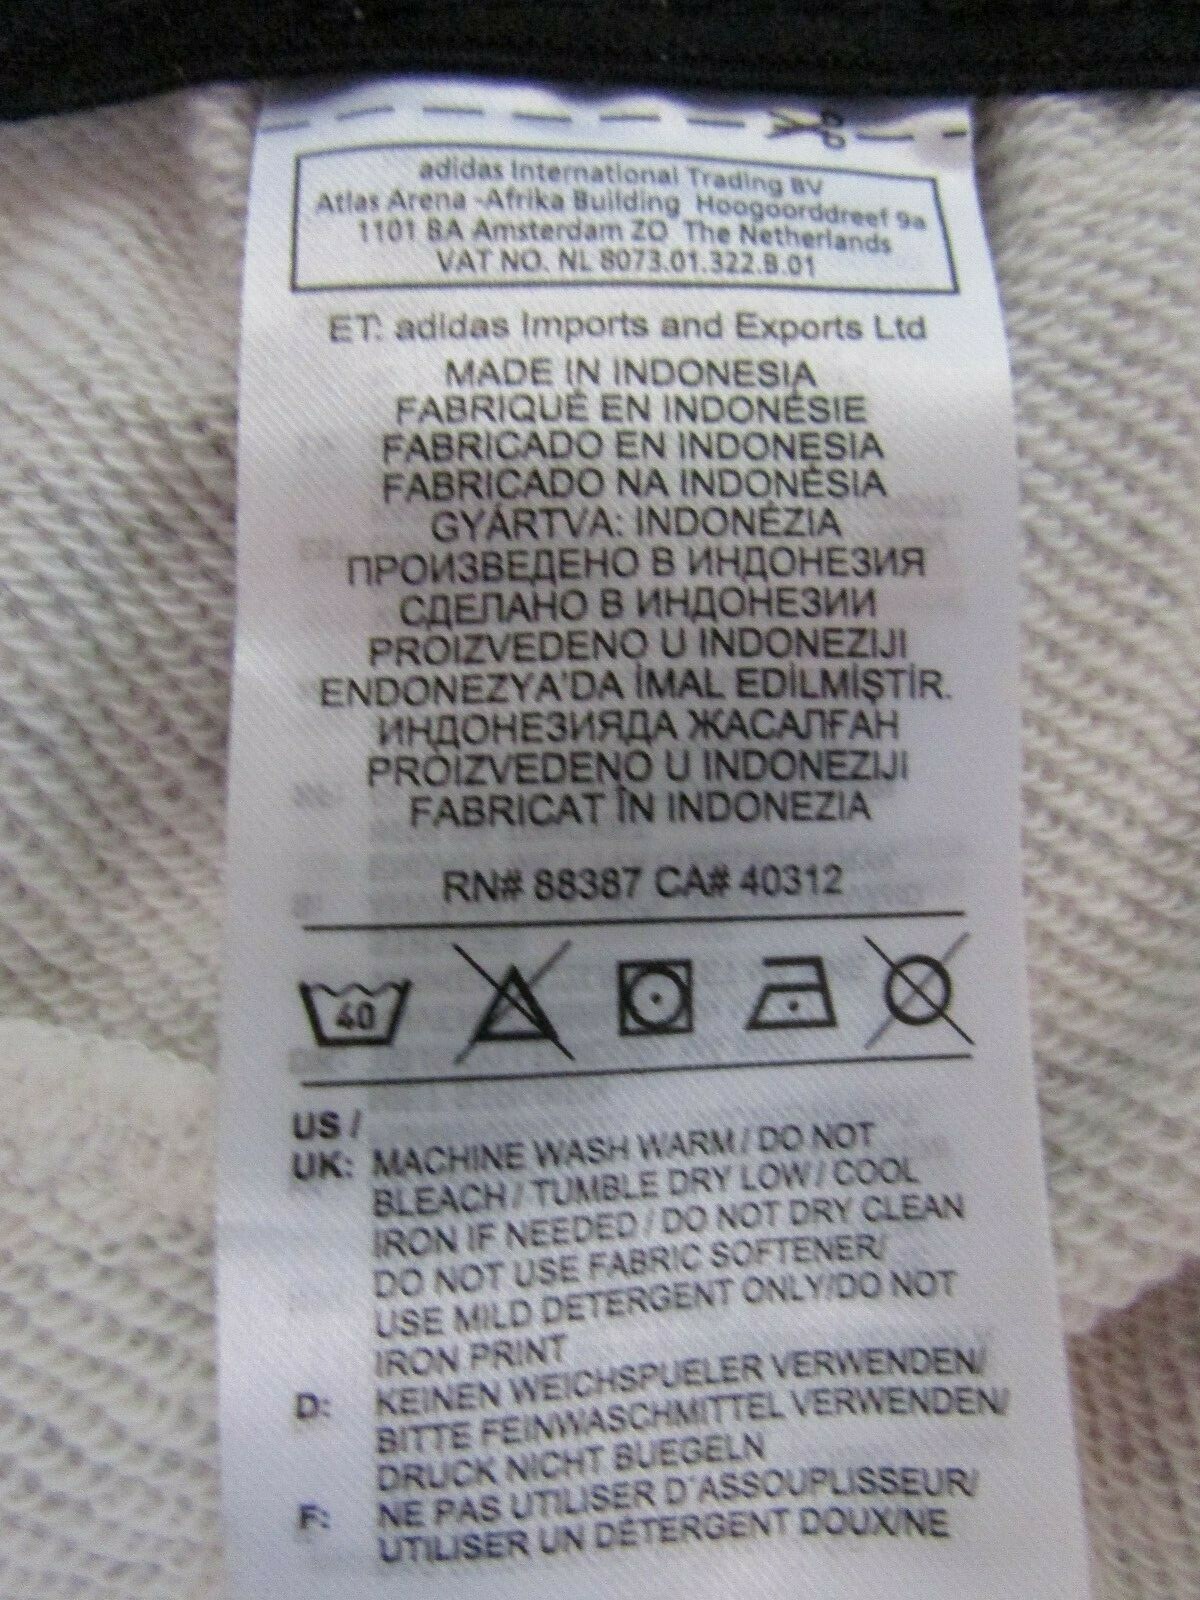 adidas International Trading BV
Atlas Arena -Afrika Building Hoogoorddreef 9a
1101 BA Amsterdam ZO The Netherlands
VAT NO. NL 8073.01.322.B.01
ET: adidas Imports and Exports Ltd
MADE IN INDONESIA
FABRIQUÉ EN INDONÉSIE
FABRICADO EN INDONESIA
FABRICADO NA INDONÉSIA
GYÁRTVA: INDONÉZIA
ПРОИЗВЕДЕНО В ИНДОНЕЗИЯ
СДЕЛАНО В ИНДОНЕЗИИ
PROIZVEDENO U INDONEZIJI
ENDONEZYA'DA İMAL EDİLMİŞTİR.
ИНДОНЕЗИЯДА ЖАСАЛҒАН
PROIZVEDENO U INDONEZIJI
FABRICAT ÎN INDONEZIA
RN# 88387 CA# 40312
40
US /
UK: MACHINE WASH WARM / DO NOT
BLEACH / TUMBLE DRY LOW / COOL
IRON IF NEEDED / DO NOT DRY CLEAN
DO NOT USE FABRIC SOFTENER/
USE MILD DETERGENT ONLY/DO NOT
IRON PRINT
D: KEINEN WEICHSPUELER VERWENDEN/
BITTE FEINWASCHMITTEL VERWENDEN/
DRUCK NICHT BUEGELN
F: NE PAS UTILISER D'ASSOUPLISSEUR/
UTILISER UN DÉTERGENT DOUX/NE